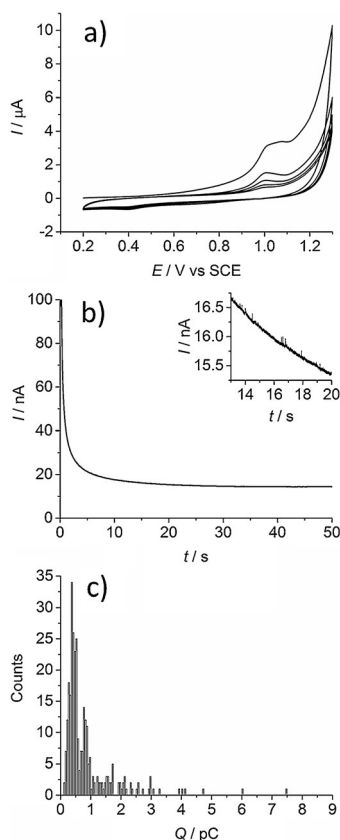 a)
I / µA
10
8
6
4
2
0
-2
0.2 0.4 0.6 0.8 1.0 1.2
E / V vs SCE
b)
I / nA
100
80
60
40
20
0
0 10 20 30 40 50
t / s
I / nA
16.5
16.0
15.5
14 16 18 20
t / s
c)
Counts
35
30
25
20
15
10
5
0
0 1 2 3 4 5 6 7 8 9
Q / pC